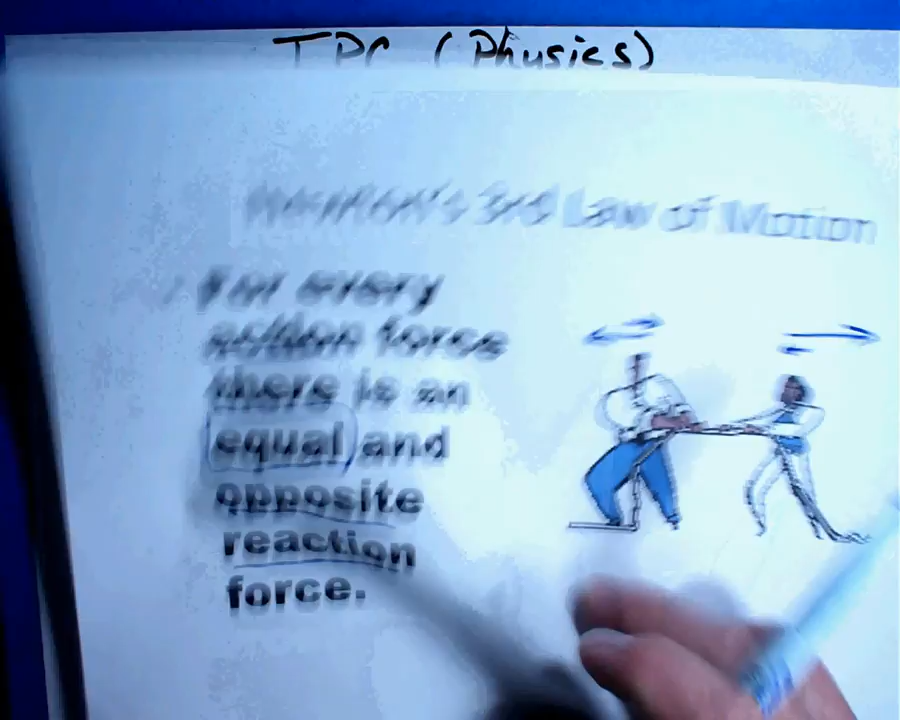 TPC (Physics)
Newton's 3rd Law of Motion
For every
action force
there is an
equal and
opposite
reaction
force.